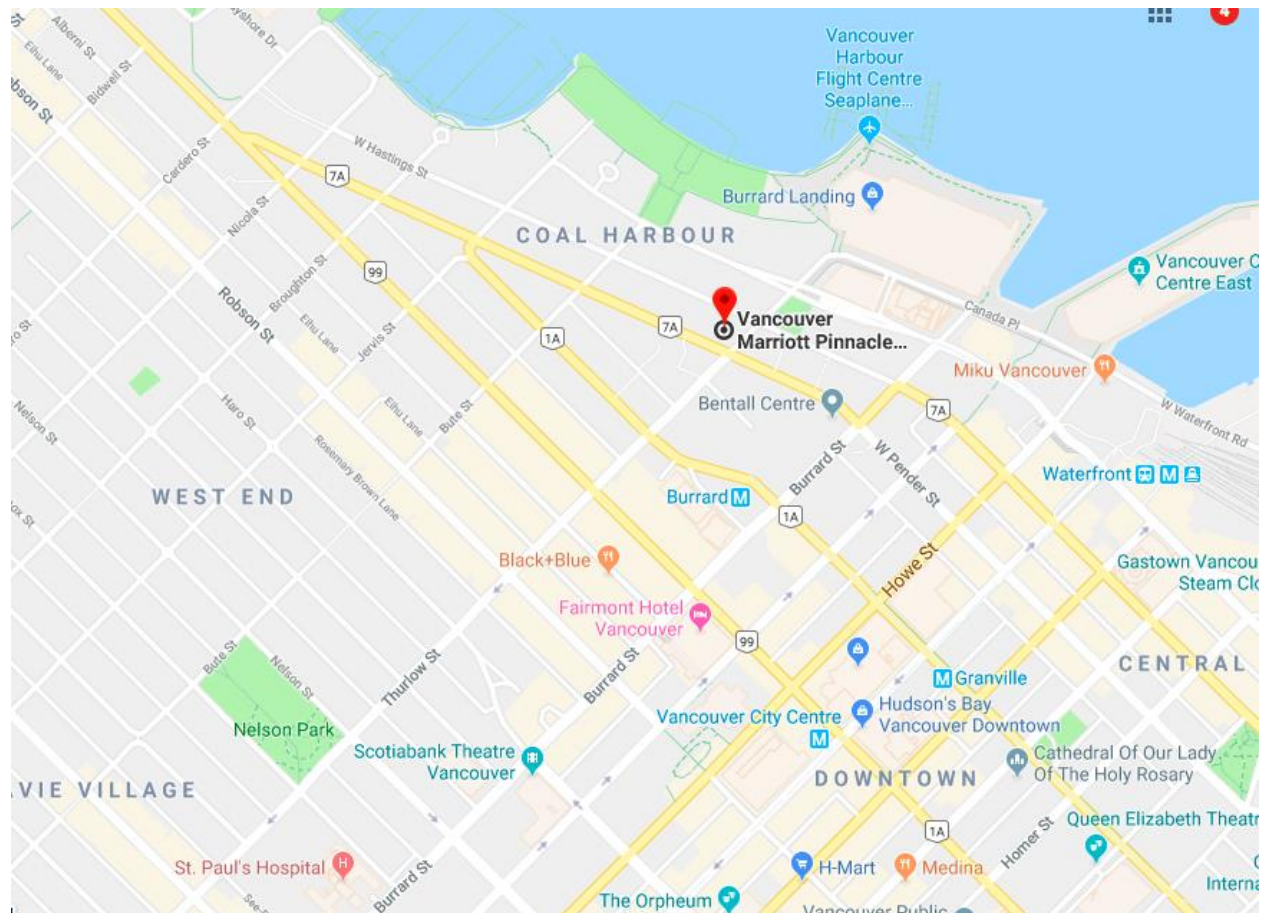 4
Vancouver
Harbour
Flight Centre
Seaplane...
Alberni St
Elhu Lane
Bidwell St
Robson St
Cardero St
W Hastings St
7A
Burrard Landing
Nicola St
COAL HARBOUR
Broughton St
99
Vancouver C
Centre East
Robson St
Elhu Lane
Jervis St
Canada Pl
1A
7A
Vancouver
Marriott Pinnacle...
Miku Vancouver
Nelson St
Haro St
Elhu Lane
Bute St
Bentall Centre
7A
W Waterfront Rd
Rosemary Brown Lane
Burrard St
W Pender St
Waterfront
WEST END
Burrard M
1A
Black+Blue
Howe St
Gastown Vancou
Steam Clo
Fairmont Hotel
Vancouver
99
Bute St
Nelson St
Thurlow St
Burrard St
CENTRAL
M Granville
Nelson Park
Vancouver City Centre
M
Hudson's Bay
Vancouver Downtown
Scotiabank Theatre
Vancouver
Cathedral Of Our Lady
Of The Holy Rosary
VIE VILLAGE
DOWNTOWN
1A
Homer St
Queen Elizabeth Theatr
St. Paul's Hospital
H
Burrard St
H-Mart
Medina
Interna
The Orpheum
Vancouver Public